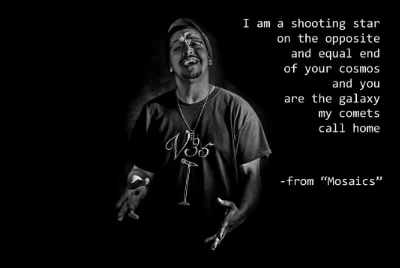 I am a shooting star
on the opposite
and equal end
of your cosmos
and you
are the galaxy
my comets
call home
-from “Mosaics”
V35